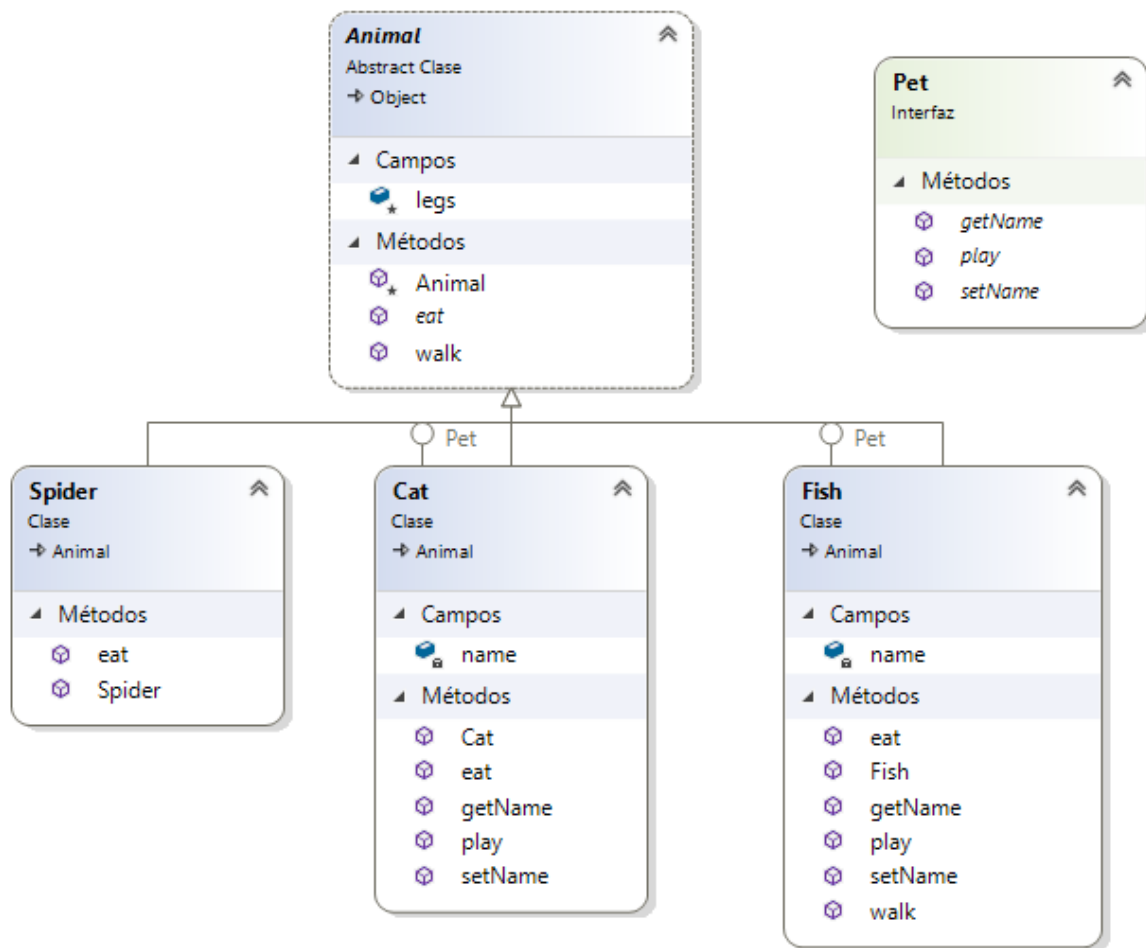 Animal
Abstract Clase
Object
Campos
legs
Métodos
Animal
eat
walk
Pet
Interfaz
Métodos
getName
play
setName
Pet
Pet
Spider
Clase
Animal
Métodos
eat
Spider
Cat
Clase
Animal
Campos
name
Métodos
Cat
eat
getName
play
setName
Fish
Clase
Animal
Campos
name
Métodos
eat
Fish
getName
play
setName
walk